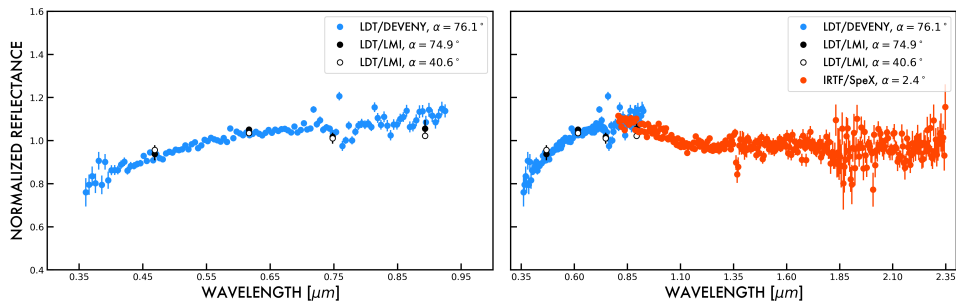 NORMALIZED REFLECTANCE
1.6
1.4
1.2
1.0
0.8
0.6
0.4
LDT/DEVENY, α = 76.1°
LDT/LMI, α = 74.9°
LDT/LMI, α = 40.6°
0.35 0.45 0.55 0.65 0.75 0.85 0.95
WAVELENGTH [μm]
LDT/DEVENY, α = 76.1°
LDT/LMI, α = 74.9°
LDT/LMI, α = 40.6°
IRTF/SpeX, α = 2.4°
0.35 0.60 0.85 1.10 1.35 1.60 1.85 2.10 2.35
WAVELENGTH [μm]